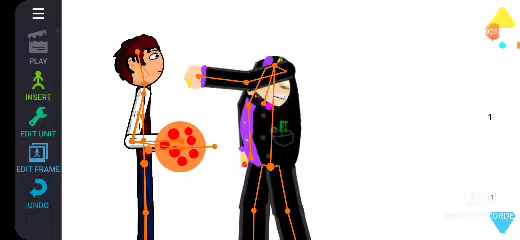 PLAY
INSERT
EDIT UNIT
EDIT FRAME
UNDO
1
1